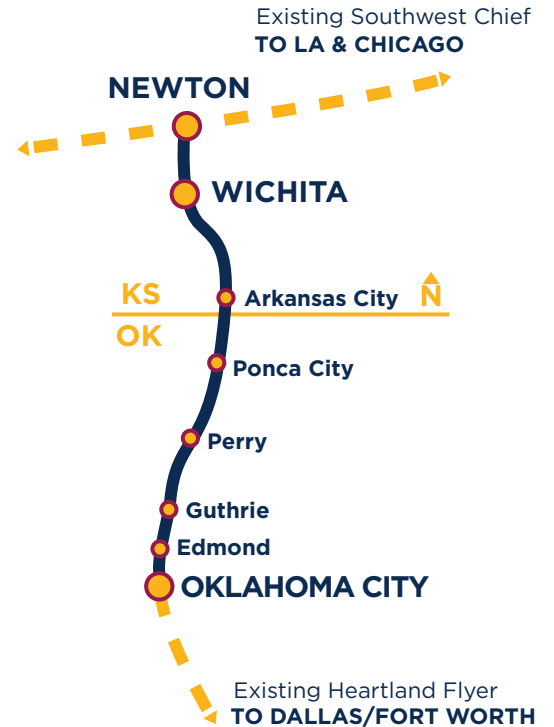 Existing Southwest Chief
TO LA & CHICAGO
NEWTON
WICHITA
KS
Arkansas City
N
OK
Ponca City
Perry
Guthrie
Edmond
OKLAHOMA CITY
Existing Heartland Flyer
TO DALLAS/FORT WORTH